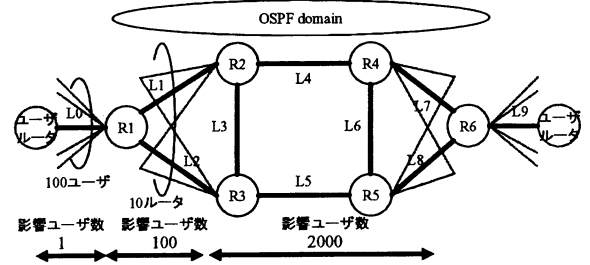 OSPF domain
R2
R4
L4
L1
L7
L0
L9
ユーザ
ルータ
R1
L3
L6
R6
ユーザ
ルータ
L2
L8
100ユーザ
R3
L5
R5
10ルータ
影響ユーザ数
影響ユーザ数
影響ユーザ数
1
100
2000